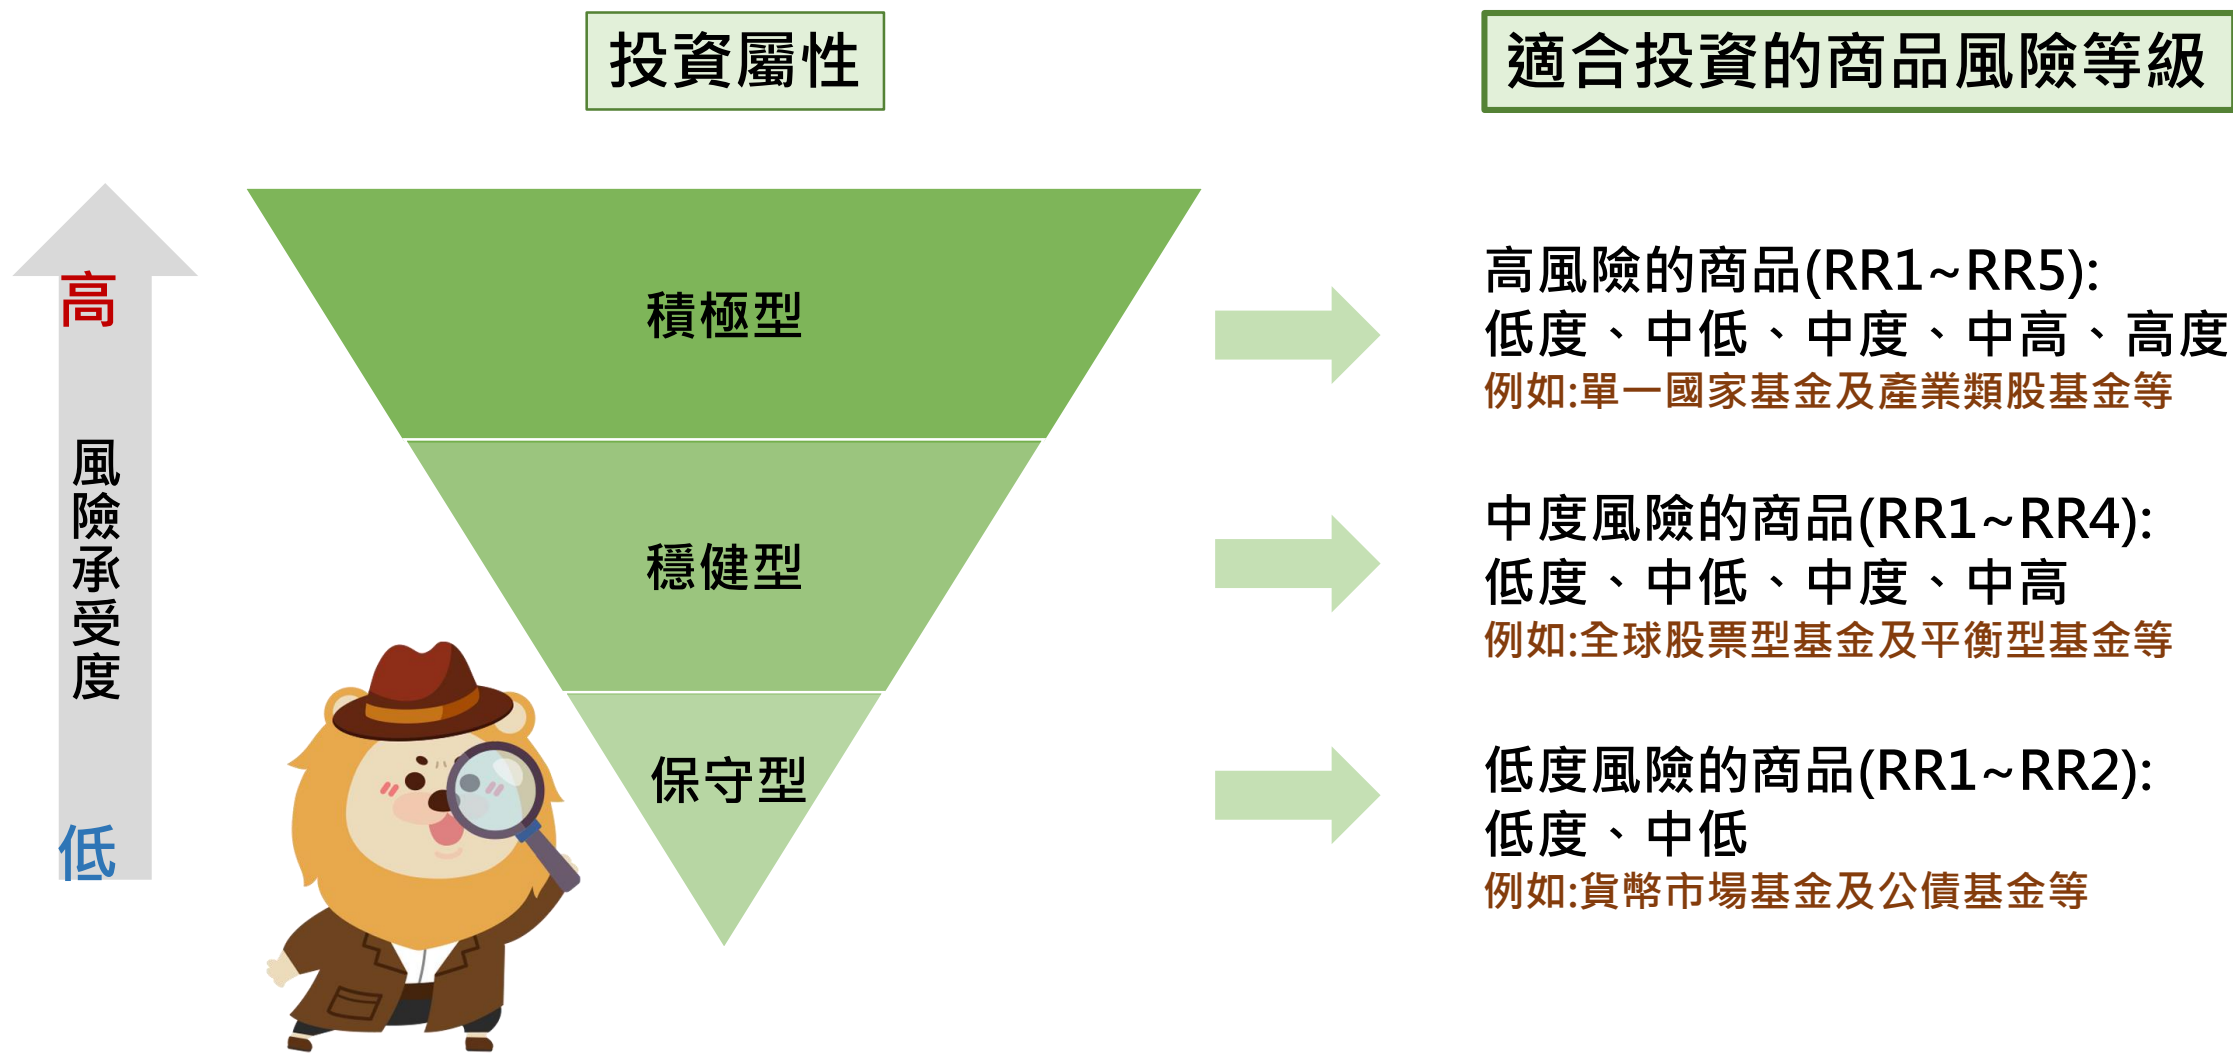 投資屬性
適合投資的商品風險等級
高
風險承受度
低
積極型
高風險的商品(RR1~RR5):
低度、中低、中度、中高、高度
例如:單一國家基金及產業類股基金等
穩健型
中度風險的商品(RR1~RR4):
低度、中低、中度、中高
例如:全球股票型基金及平衡型基金等
保守型
低度風險的商品(RR1~RR2):
低度、中低
例如:貨幣市場基金及公債基金等